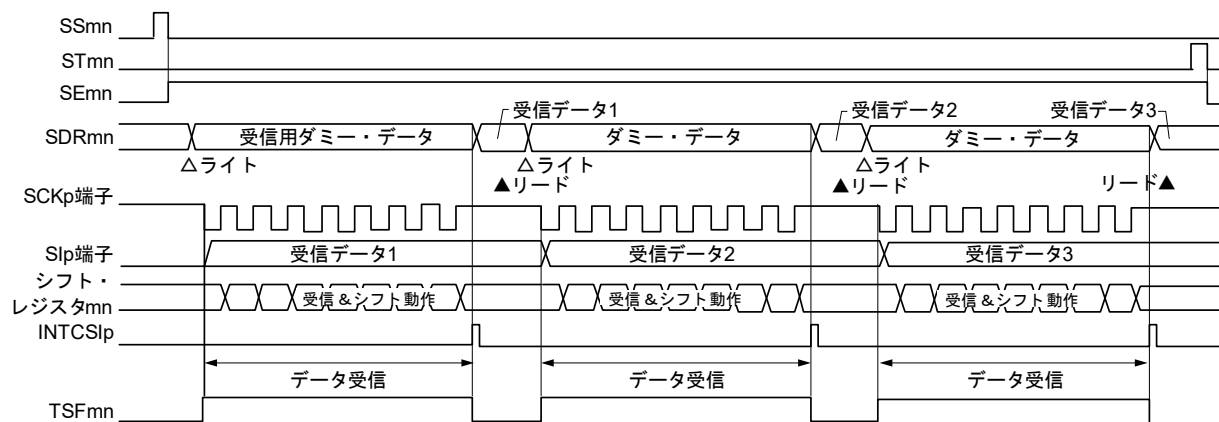 SSmn
STmn
SEmn
受信データ1 受信データ2 受信データ3
SDRmn 受信用ダミー・データ ダミー・データ ダミー・データ
△ライト △ライト △ライト
▲リード ▲リード リード▲
SCKp端子
SIp端子 受信データ1 受信データ2 受信データ3
シフト・
レジスタmn 受信&シフト動作 受信&シフト動作 受信&シフト動作
INTCSIp
データ受信 データ受信 データ受信
TSFmn